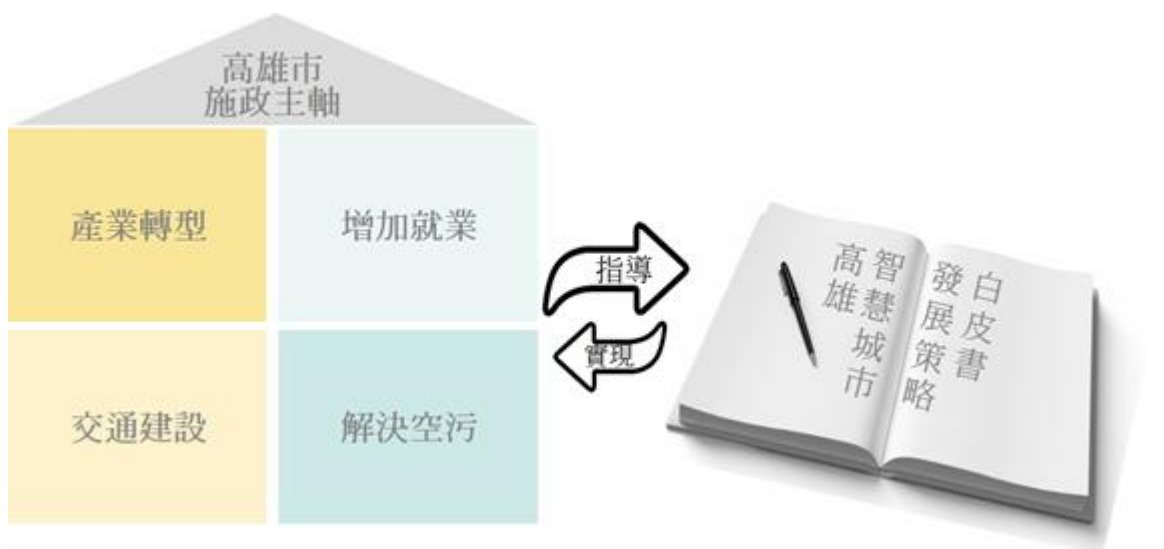 高雄市
施政主軸
產業轉型
增加就業
交通建設
解決空污
指導
實現
高雄
智慧城市
發展策略
白皮書